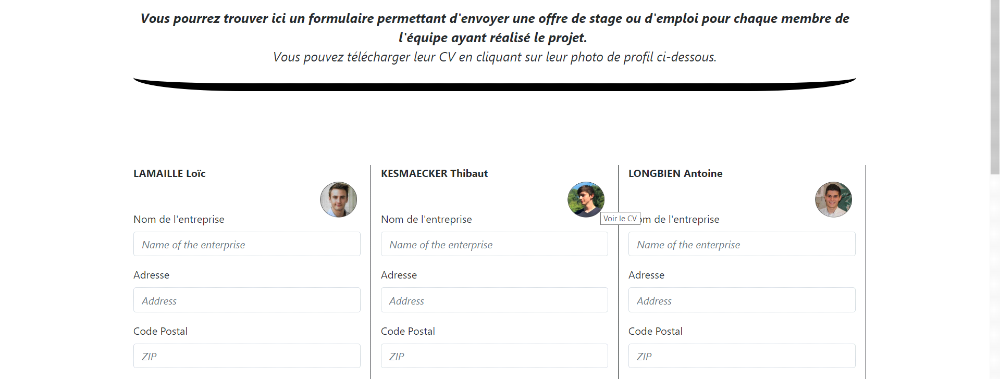 Vous pourrez trouver ici un formulaire permettant d'envoyer une offre de stage ou d'emploi pour chaque membre de
l'équipe ayant réalisé le projet.
Vous pouvez télécharger leur CV en cliquant sur leur photo de profil ci-dessous.
LAMAILLE Loïc
Nom de l'entreprise
Name of the enterprise
Adresse
Address
Code Postal
ZIP
KESMAECKER Thibaut
Voir le CV
Nom de l'entreprise
Name of the enterprise
Adresse
Address
Code Postal
ZIP
LONGBIEN Antoine
om de l'entreprise
Name of the enterprise
Adresse
Address
Code Postal
ZIP